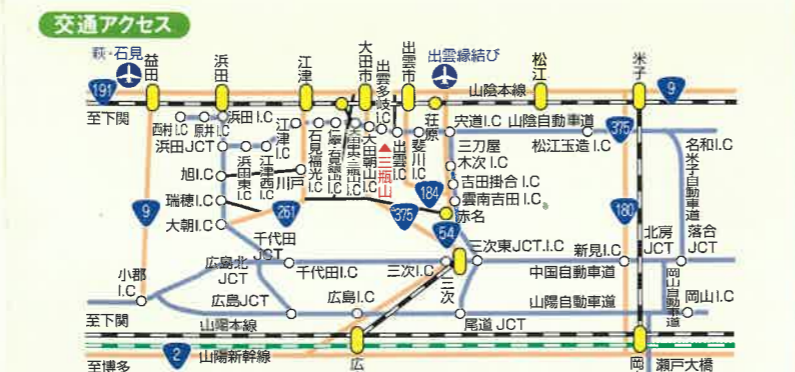 交通アクセス
萩・石見
益田
浜田
江津
大田市
出雲多岐I.C
出雲市
出雲縁結び
松江
米子
191
山陰本線
9
至下関
西村I.C
原井I.C
浜田I.C
荘原
宍道I.C
山陰自動車道
375
浜田JCT
浜田東I.C
江津西I.C
江津I.C
石見福光I.C
大田朝山I.C
▲三瓶山
出雲I.C
斐川I.C
三刀屋
木次I.C
松江玉造I.C
名和I.C
米子自動車道
旭I.C
川戸
吉田掛合I.C
184
雲南吉田I.C
瑞穂I.C
9
261
375
赤名
180
大朝I.C
54
千代田JCT
三次東JCT.I.C
新見I.C
北房JCT
落合JCT
広島北JCT
千代田I.C
三次I.C
三次
中国自動車道
小郡I.C
岡山自動車道
広島JCT
広島I.C
山陽自動車道
岡山I.C
至下関
山陽本線
尾道JCT
2
山陽新幹線
至博多
広
岡
瀬戸大橋